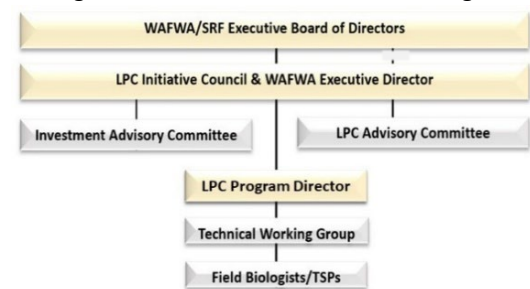 WAFWA/SRF Executive Board of Directors
LPC Initiative Council & WAFWA Executive Director
Investment Advisory Committee
LPC Advisory Committee
LPC Program Director
Technical Working Group
Field Biologists/TSPs